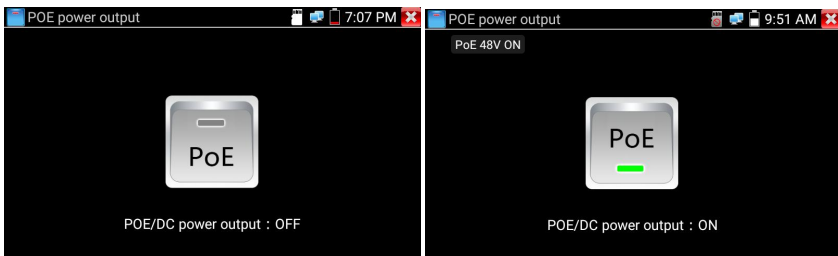 POE power output
7:07 PM
PoE
POE/DC power output : OFF
POE power output
9:51 AM
PoE 48V ON
PoE
POE/DC power output : ON